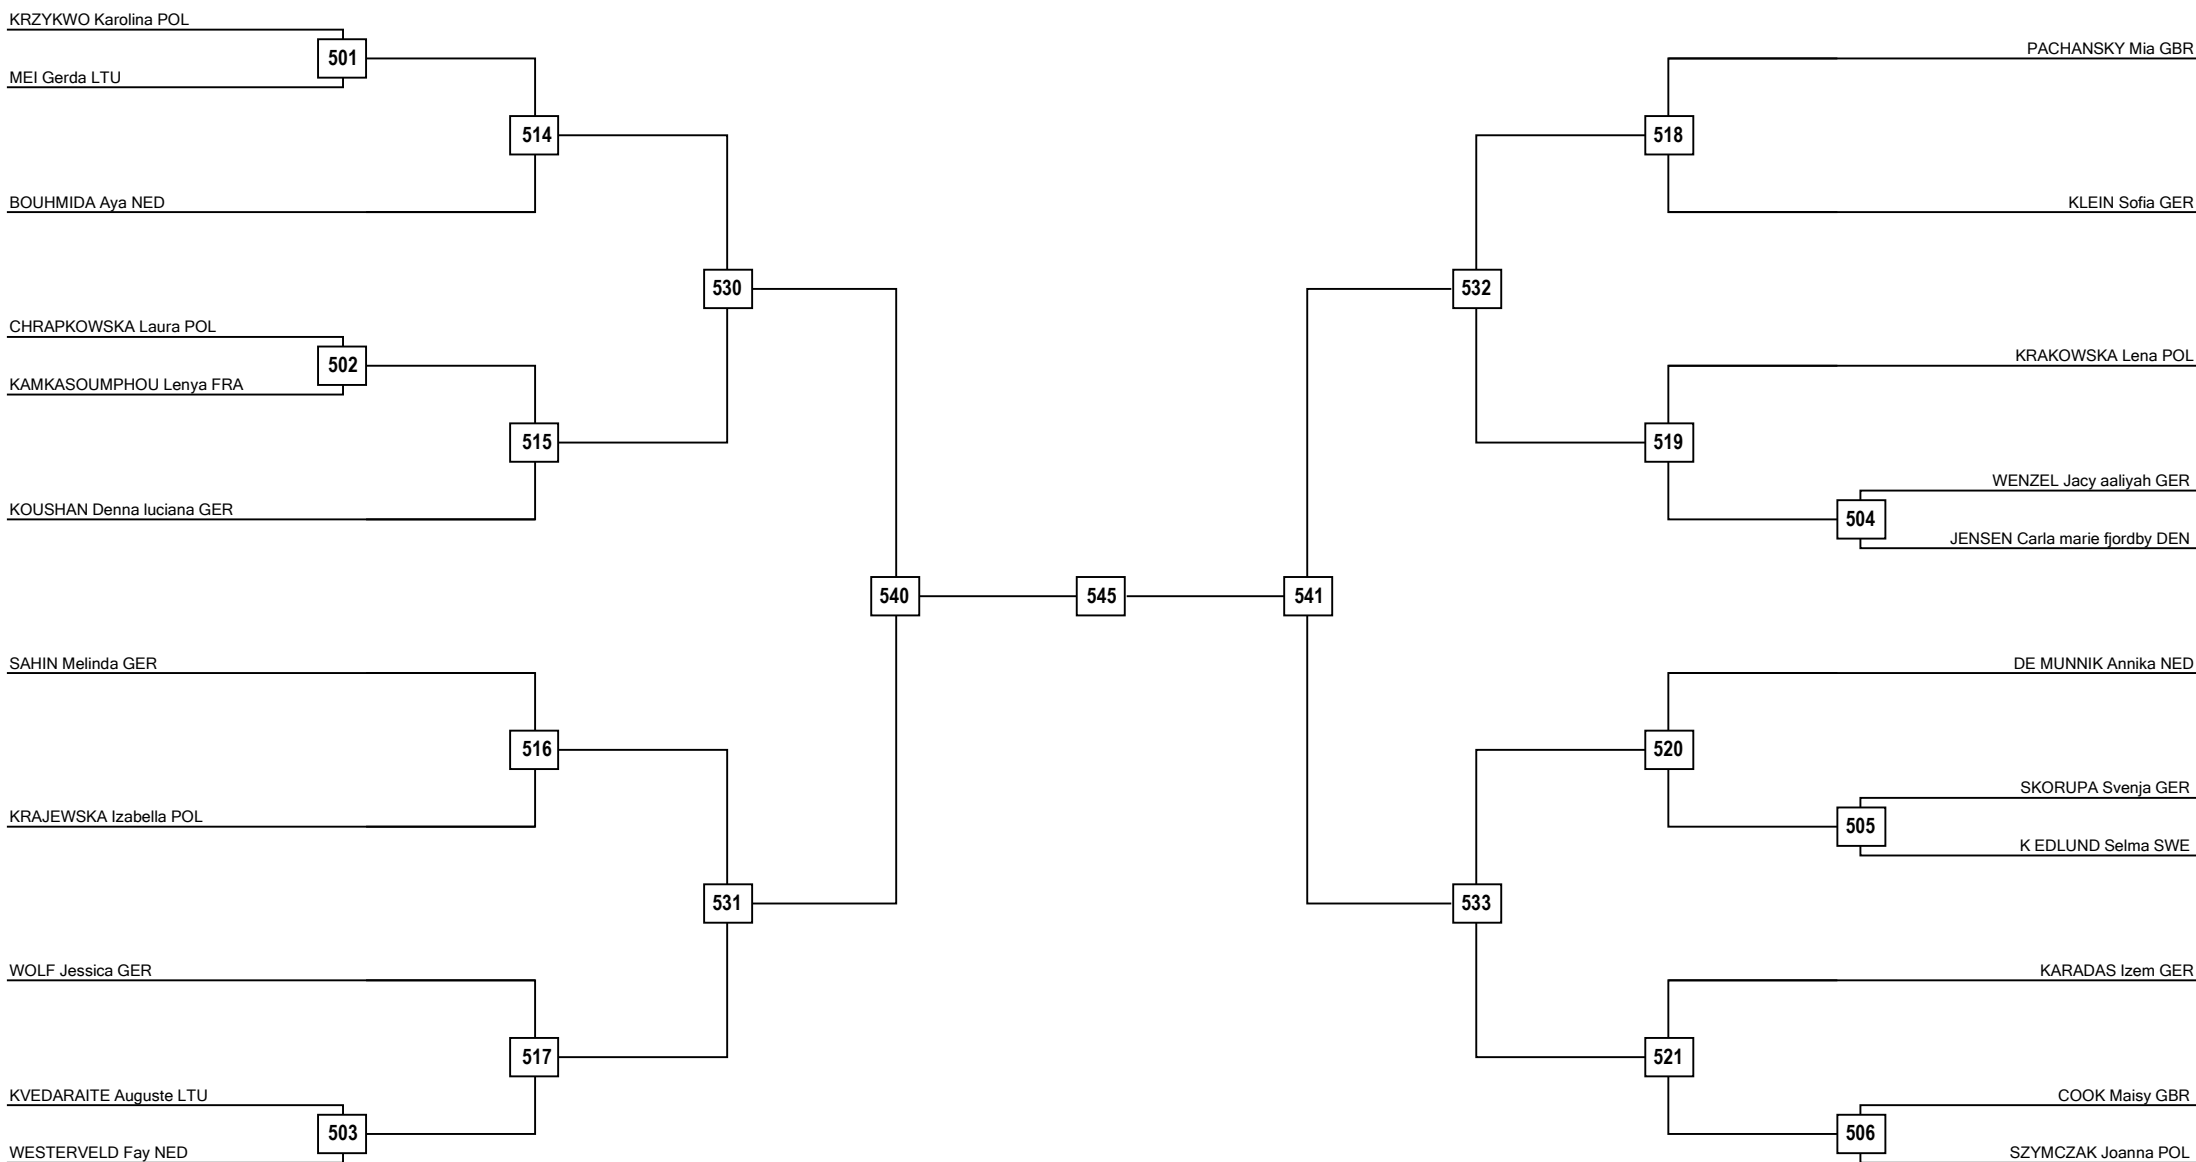 KRZYKWO Karolina POL
501
MEI Gerda LTU
514
BOUHMIDA Aya NED
530
CHRAPKOWSKA Laura POL
502
KAMKASOUMPHOU Lenya FRA
515
KOUSHAN Denna luciana GER
540
SAHIN Melinda GER
516
KRAJEWSKA Izabella POL
531
WOLF Jessica GER
517
KVEDARAITE Auguste LTU
503
WESTERVELD Fay NED
545
PACHANSKY Mia GBR
518
KLEIN Sofia GER
532
KRAKOWSKA Lena POL
519
WENZEL Jacy aaliyah GER
504
JENSEN Carla marie fjordby DEN
541
DE MUNNIK Annika NED
520
SKORUPA Svenja GER
505
K EDLUND Selma SWE
533
KARADAS Izem GER
521
COOK Maisy GBR
506
SZYMCZAK Joanna POL